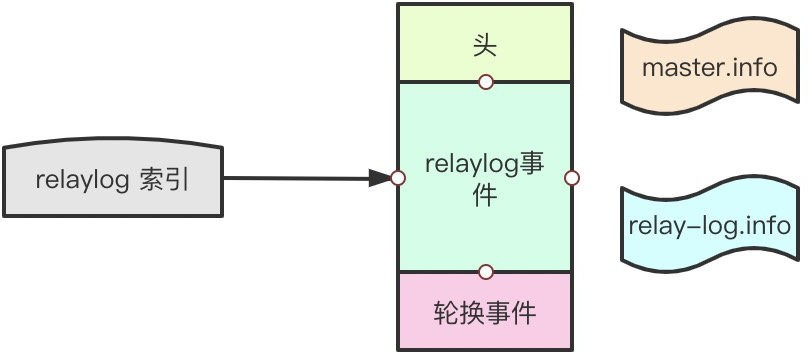 头
master.info
relaylog 索引
relaylog事
件
relay-log.info
轮换事件